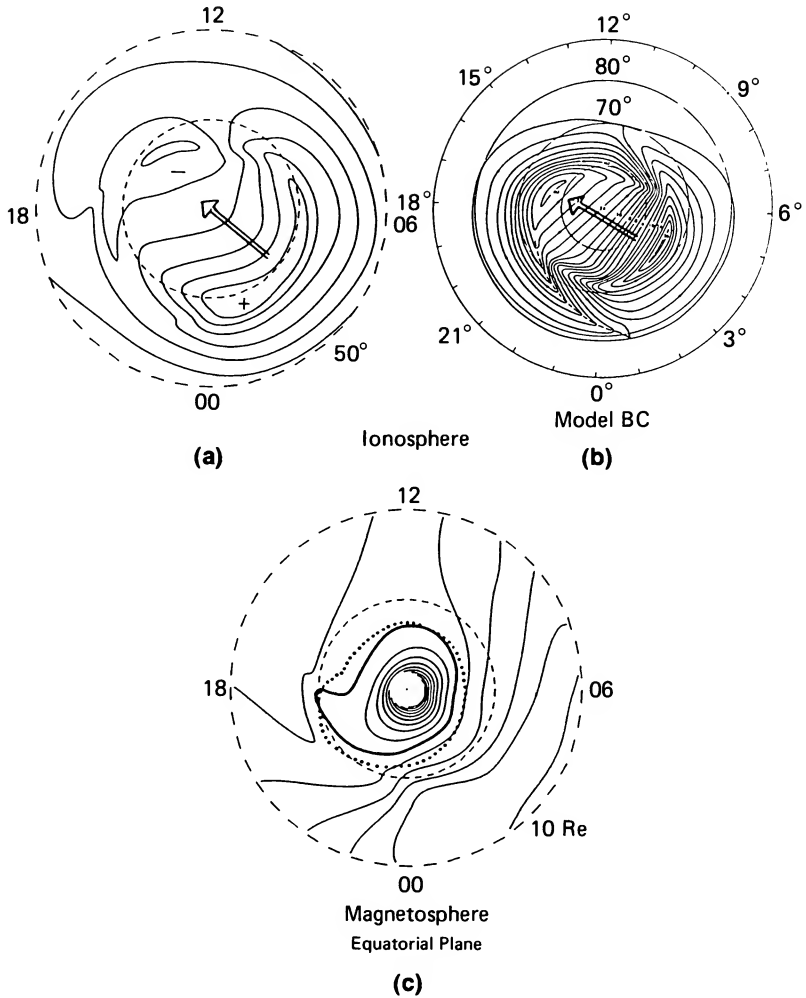 12
18
06
−
+
50°
00
(a)
12°
15°
80°
9°
70°
18°
6°
21°
3°
0°
Model BC
(b)
Ionosphere
12
18
06
10 Re
00
Magnetosphere
Equatorial Plane
(c)